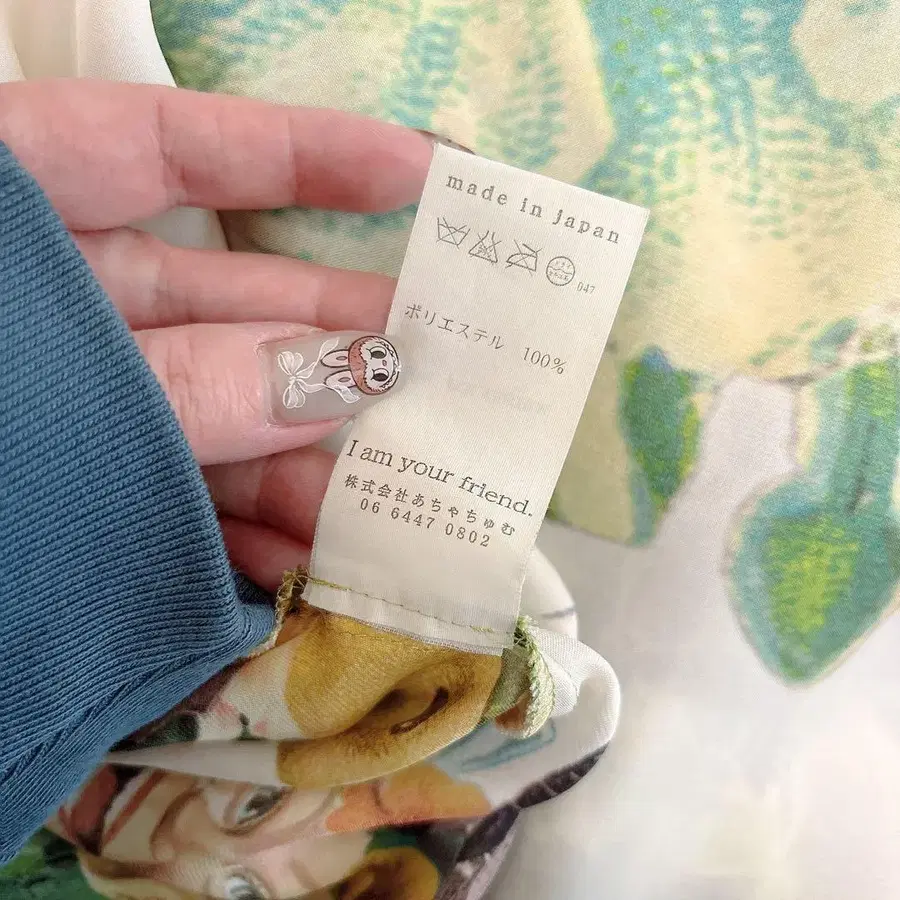 made in japan
047
ポリエステル 100%
I am your friend.
株式会社あちゃちゅむ
06 6447 0802